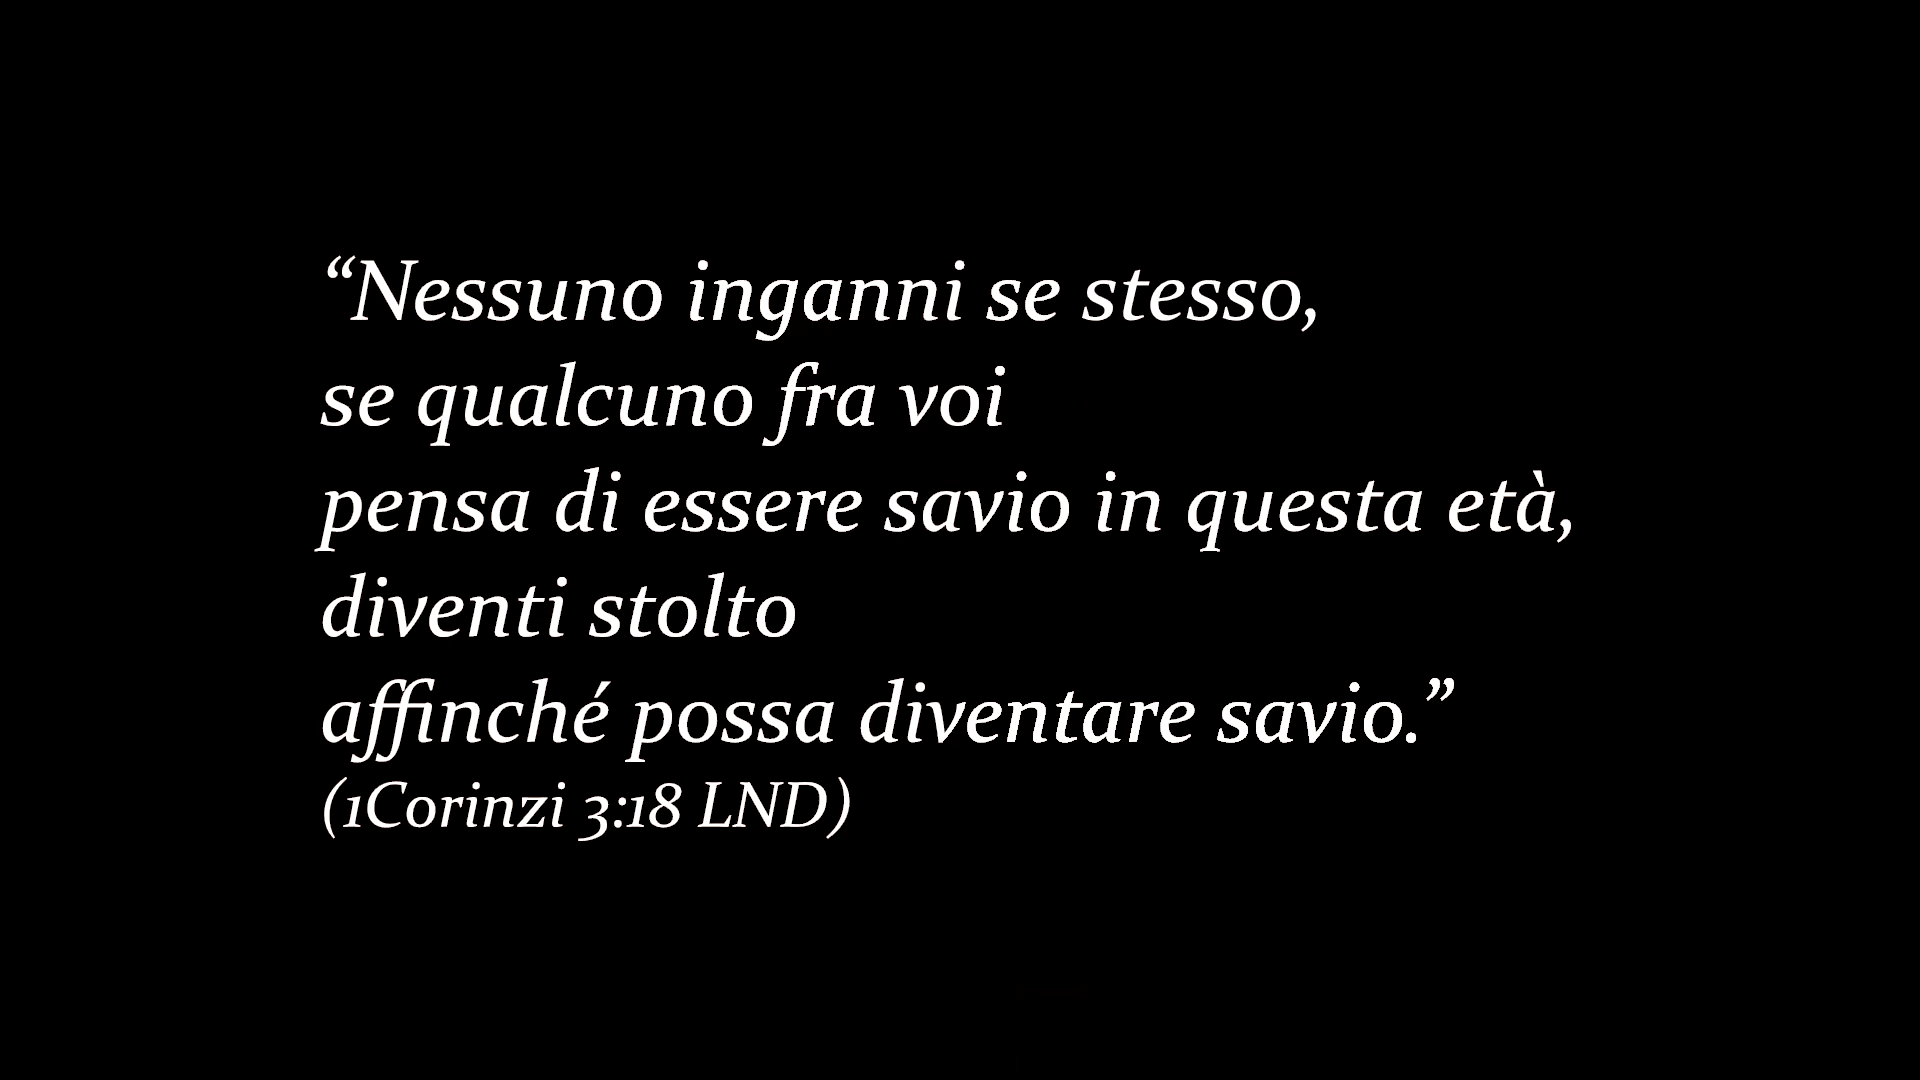 “Nessuno inganni se stesso,
se qualcuno fra voi
pensa di essere savio in questa età,
diventi stolto
affinché possa diventare savio.”
(1Corinzi 3:18 LND)